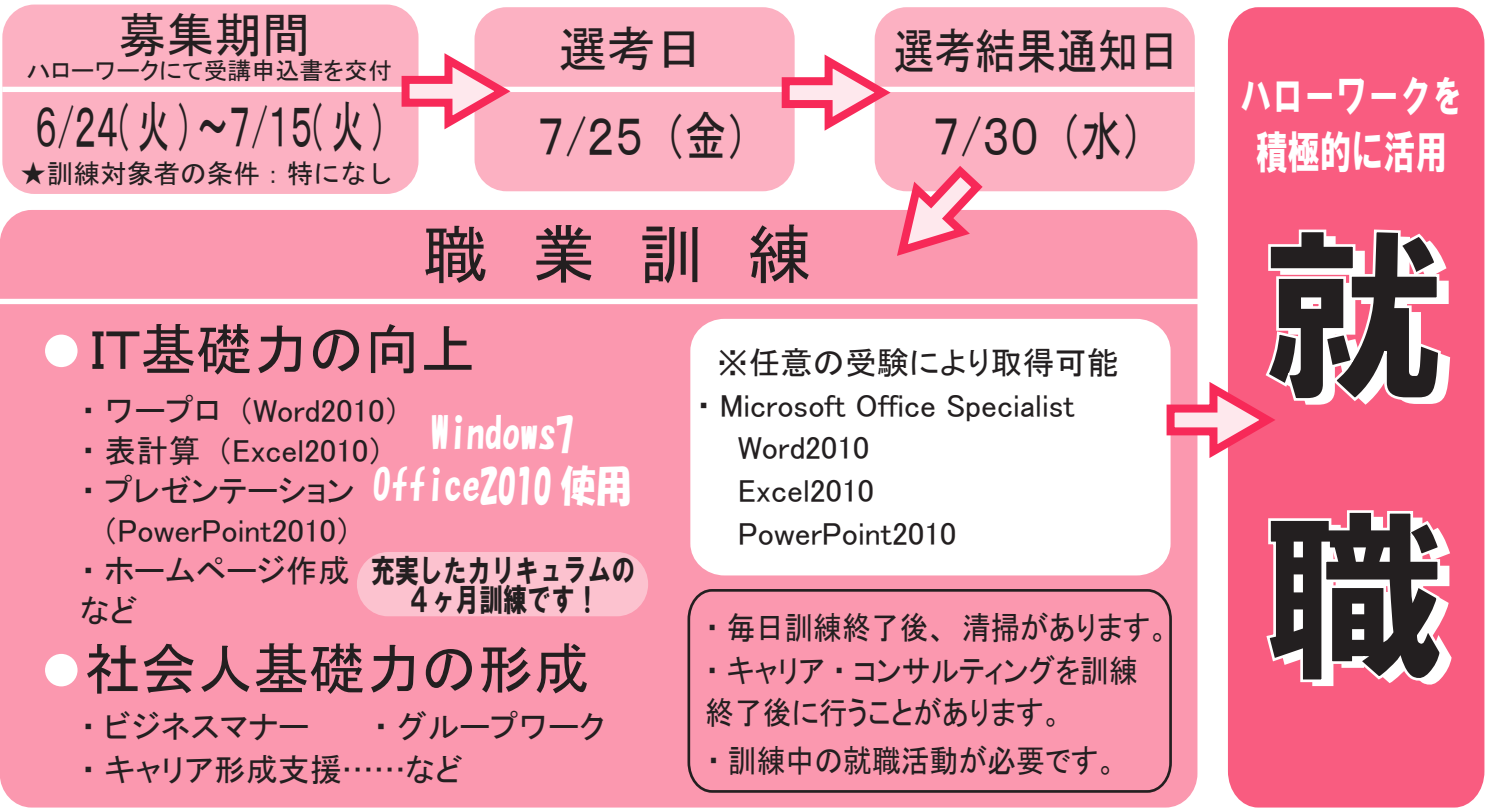 募集期間
ハローワークにて受講申込書を交付
6/24(火)~7/15(火)
★訓練対象者の条件：特になし
選考日
7/25（金）
選考結果通知日
7/30（水）
職業訓練
●IT基礎力の向上
・ワープロ（Word2010）
・表計算（Excel2010）
・プレゼンテーション
（PowerPoint2010）
・ホームページ作成
など
Windows7
Office2010使用
充実したカリキュラムの
4ヶ月訓練です！
●社会人基礎力の形成
・ビジネスマナー　・グループワーク
・キャリア形成支援……など
※任意の受験により取得可能
・Microsoft Office Specialist
Word2010
Excel2010
PowerPoint2010
・毎日訓練終了後、清掃があります。
・キャリア・コンサルティングを訓練
終了後に行うことがあります。
・訓練中の就職活動が必要です。
ハローワークを
積極的に活用
就職